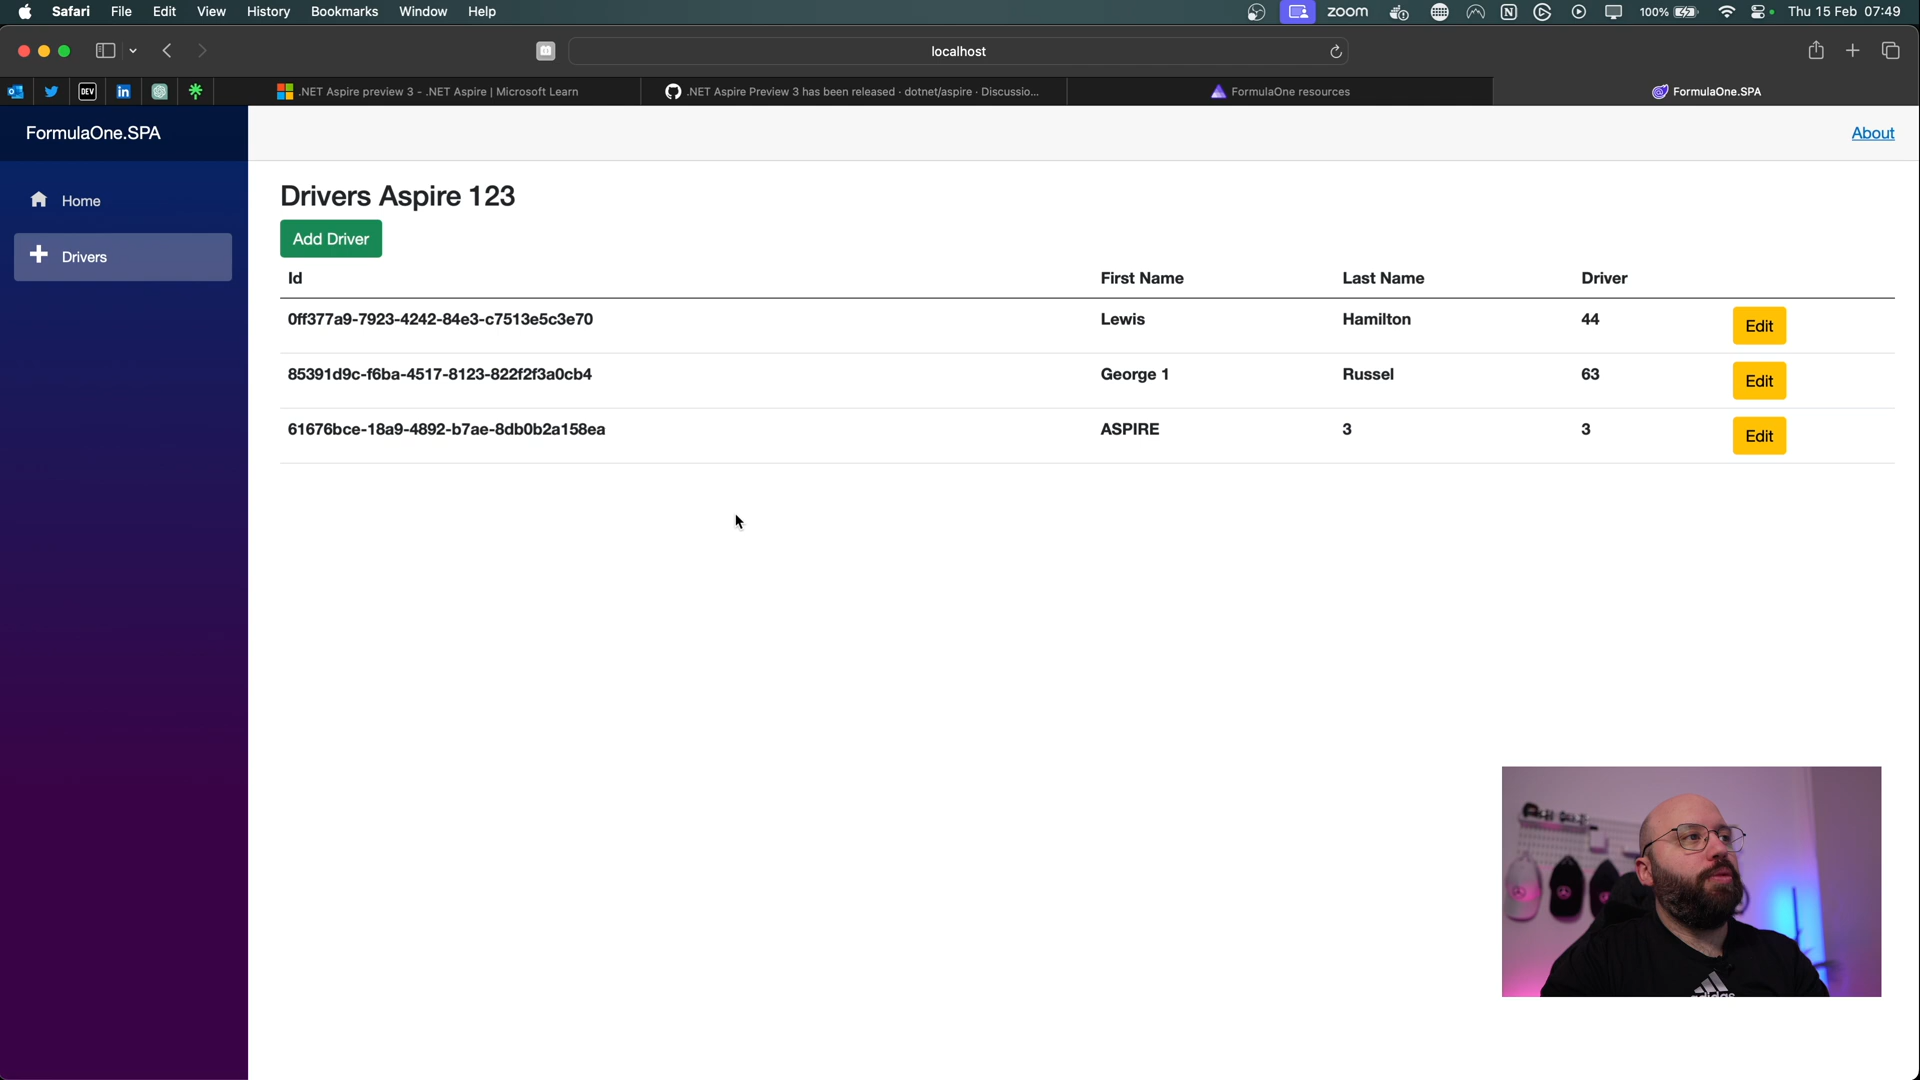 Safari File Edit View History Bookmarks Window Help zoom 100% Thu 15 Feb 07:49
localhost
DEV in .NET Aspire preview 3 - .NET Aspire | Microsoft Learn .NET Aspire Preview 3 has been released · dotnet/aspire · Discussio... FormulaOne resources FormulaOne.SPA
FormulaOne.SPA
About
Home
Drivers
Drivers Aspire 123
Add Driver
Id First Name Last Name Driver
0ff377a9-7923-4242-84e3-c7513e5c3e70 Lewis Hamilton 44 Edit
85391d9c-f6ba-4517-8123-822f2f3a0cb4 George 1 Russel 63 Edit
61676bce-18a9-4892-b7ae-8db0b2a158ea ASPIRE 3 3 Edit
adidas